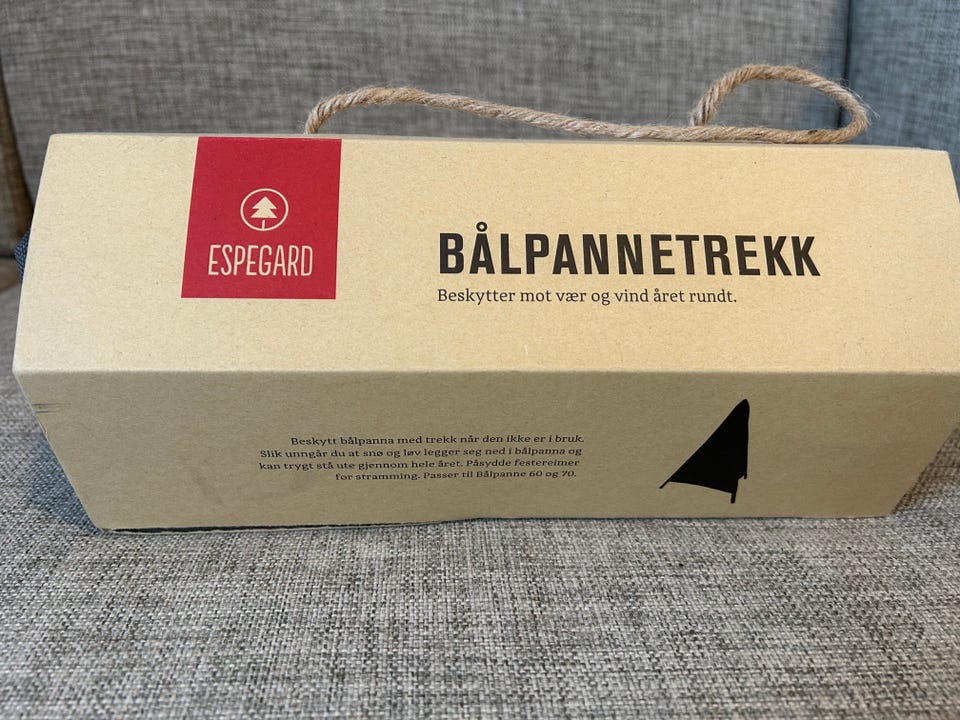 ESPEGARD
BÅLPANNETREKK
Beskytter mot vær og vind året rundt.
Beskytt bålpanna med trekk når den ikke er i bruk.
Slik unngår du at snø og løv legger seg ned i bålpanna og
kan trygt stå ute gjennom hele året. Påsydde festereimer
for stramming. Passer til Bålpanne 60 og 70.